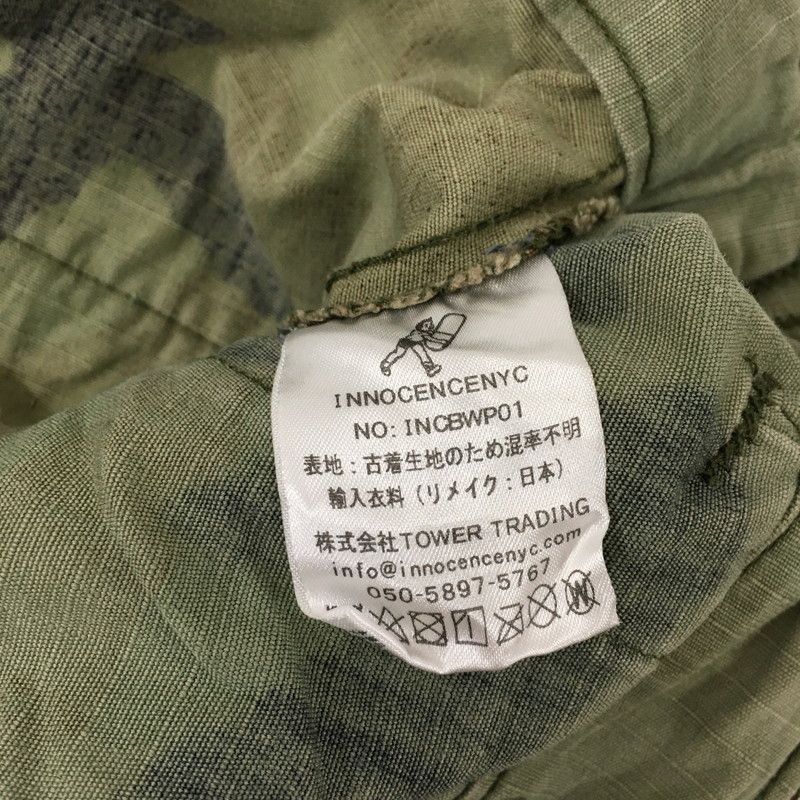 INNOCENCENYC
NO: INCBWP01
表地：古着生地のため混率不明
輸入衣料（リメイク：日本）
株式会社TOWER TRADING
info@innocencenyc.com
050-5897-5767
W